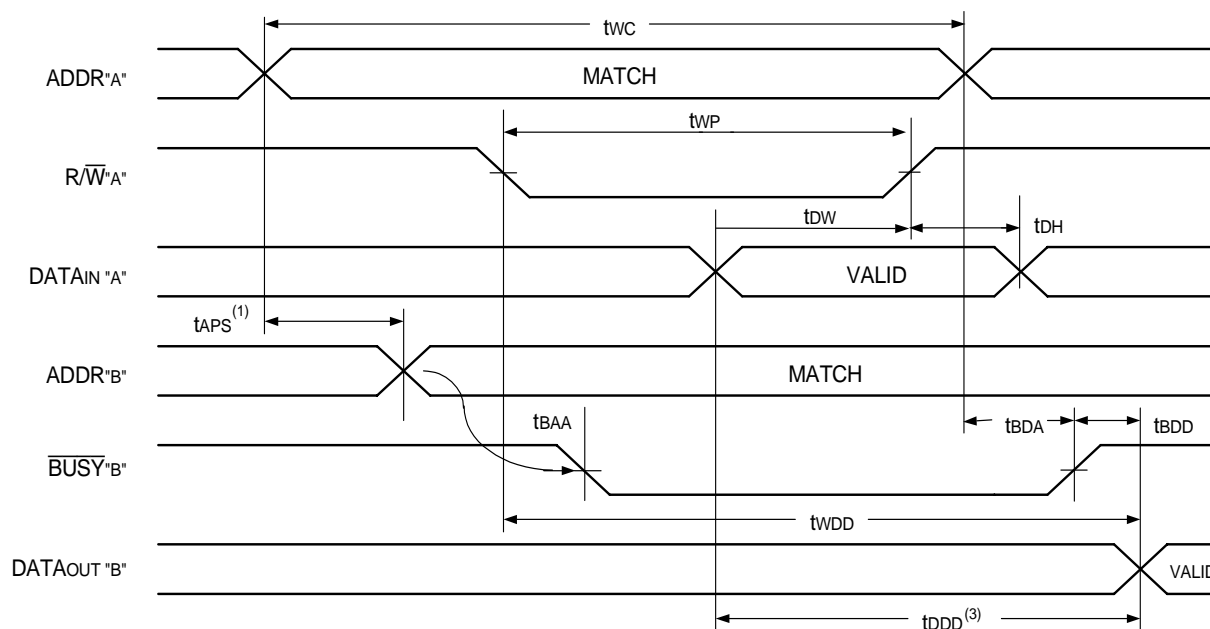 tWC
ADDR"A"
MATCH
tWP
R/W"A"
tDW
tDH
DATAIN "A"
VALID
tAPS(1)
ADDR"B"
MATCH
tBAA
tBDA
tBDD
BUSY"B"
tWDD
DATAOUT "B"
VALID
tDDD(3)